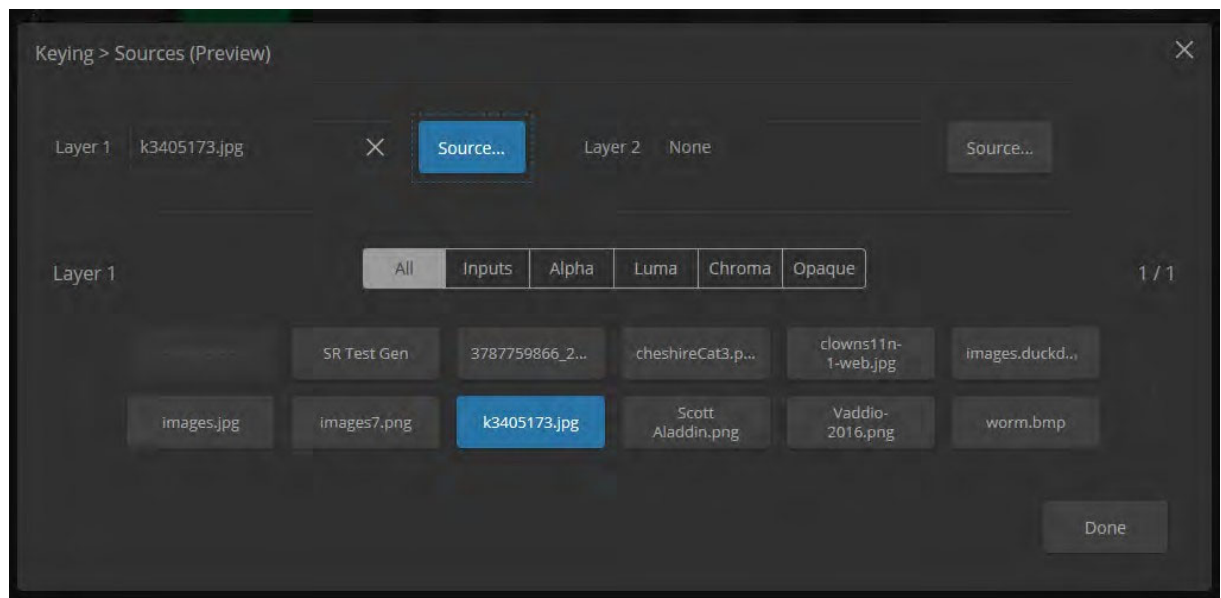 Keying > Sources (Preview)
Layer 1 k3405173.jpg Source... Layer 2 None Source...
Layer 1 All Inputs Alpha Luma Chroma Opaque 1 / 1
SR Test Gen 3787759866_2... cheshireCat3.p... clowns11n-
1-web.jpg images.duckd...
images.jpg images7.png k3405173.jpg Scott
Aladdin.png Vaddio-
2016.png worm.bmp
Done